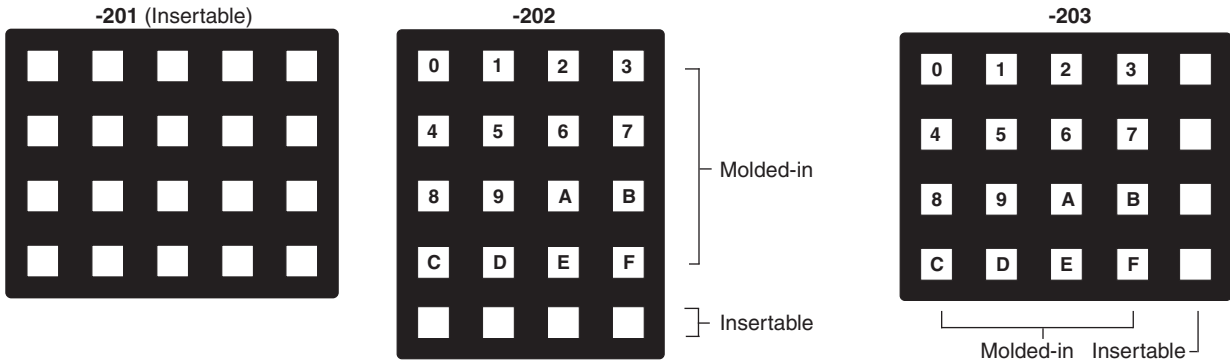 -201 (Insertable)
-202
0 1 2 3
4 5 6 7
8 9 A B
C D E F
Molded-in
Insertable
-203
0 1 2 3
4 5 6 7
8 9 A B
C D E F
Molded-in Insertable